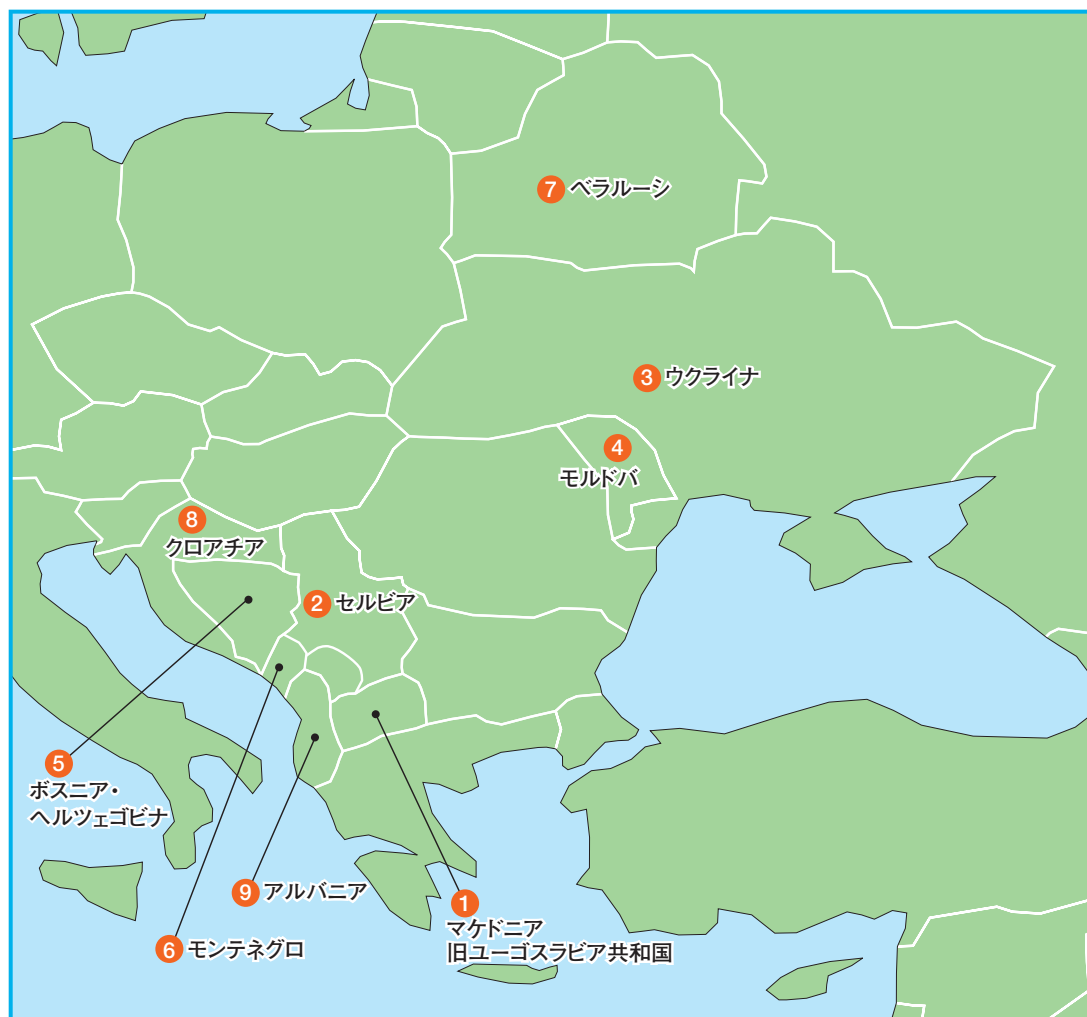 7 ベラルーシ
3 ウクライナ
4
モルドバ
8
クロアチア
2 セルビア
5
ボスニア・
ヘルツェゴビナ
9 アルバニア
1
マケドニア
旧ユーゴスラビア共和国
6 モンテネグロ